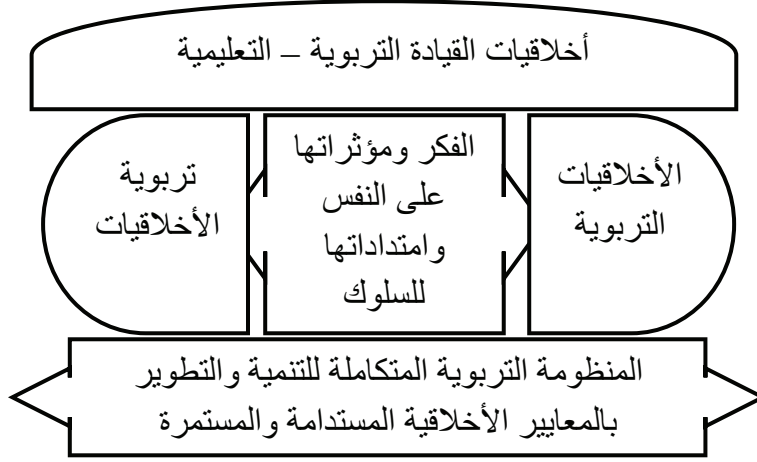 أخلاقيات القيادة التربوية – التعليمية
الأخلاقيات
التربوية
الفكر ومؤثراتها
على النفس
وامتداداتها
للسلوك
تربوية
الأخلاقيات
المنظومة التربوية المتكاملة للتنمية والتطوير
بالمعايير الأخلاقية المستدامة والمستمرة